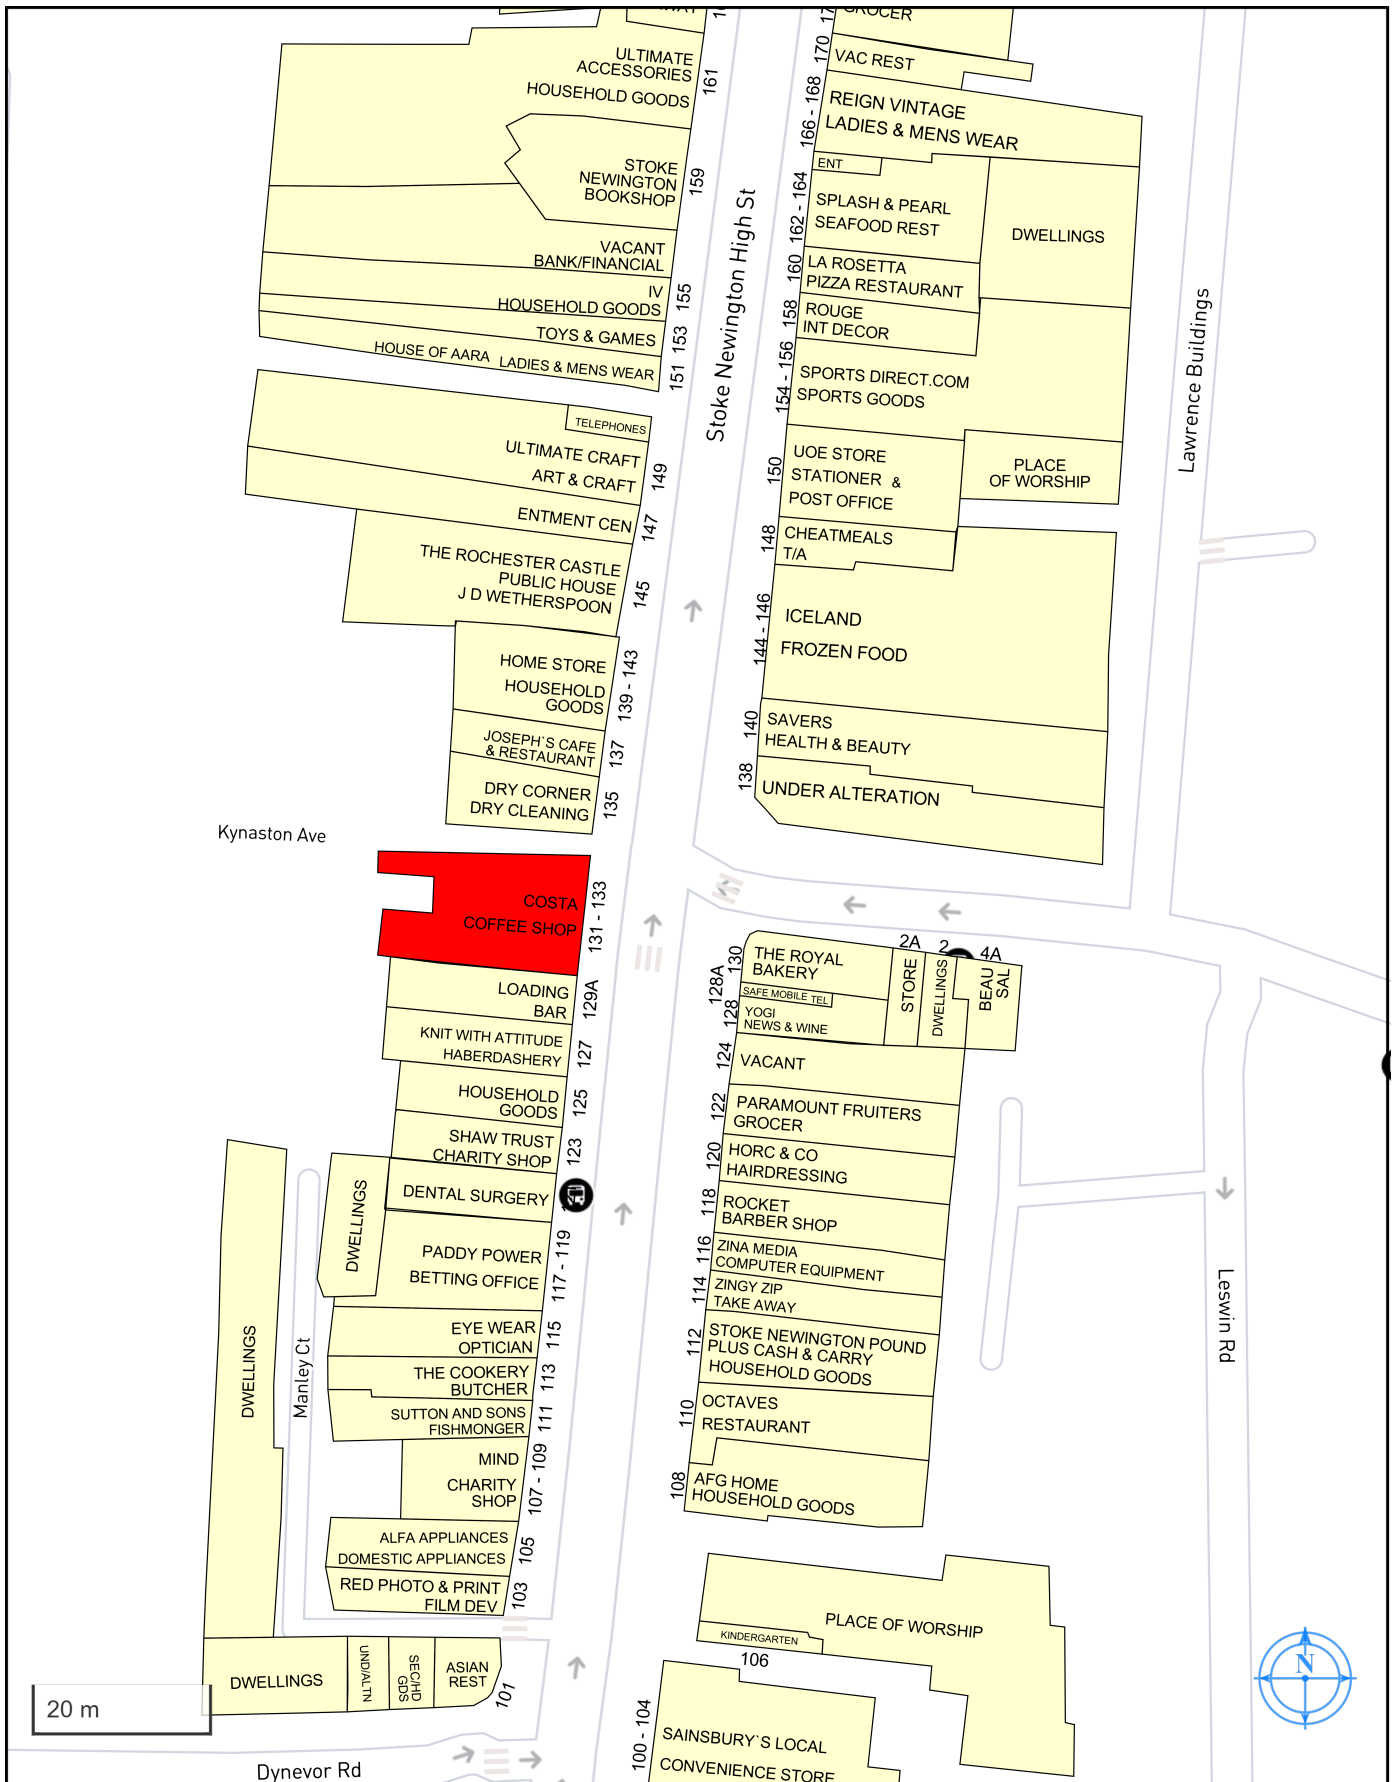 161
ULTIMATE
ACCESSORIES
HOUSEHOLD GOODS
STOKE
NEWINGTON
BOOKSHOP
159
VACANT
BANK/FINANCIAL
IV
HOUSEHOLD GOODS
155
TOYS & GAMES
153
HOUSE OF AARA LADIES & MENS WEAR
151
TELEPHONES
ULTIMATE CRAFT
ART & CRAFT
149
ENTMENT CEN
147
THE ROCHESTER CASTLE
PUBLIC HOUSE
J D WETHERSPOON
145
HOME STORE
HOUSEHOLD
GOODS
139 - 143
JOSEPH`S CAFE
& RESTAURANT
137
DRY CORNER
DRY CLEANING
135
Kynaston Ave
COSTA
COFFEE SHOP
131 - 133
LOADING
BAR
129A
KNIT WITH ATTITUDE
HABERDASHERY
127
HOUSEHOLD
GOODS
125
SHAW TRUST
CHARITY SHOP
123
DENTAL SURGERY
DWELLINGS
PADDY POWER
BETTING OFFICE
117 - 119
EYE WEAR
OPTICIAN
115
THE COOKERY
BUTCHER
113
SUTTON AND SONS
FISHMONGER
111
MIND
CHARITY
SHOP
107 - 109
ALFA APPLIANCES
DOMESTIC APPLIANCES
105
RED PHOTO & PRINT
FILM DEV
103
DWELLINGS
Manley Ct
DWELLINGS
UND/ALTN
SEC/HD
GDS
ASIAN
REST
101
20 m
Dynevor Rd
Stoke Newington High St
GROCER
170
VAC REST
166 - 168
REIGN VINTAGE
LADIES & MENS WEAR
ENT
162 - 164
SPLASH & PEARL
SEAFOOD REST
DWELLINGS
160
LA ROSETTA
PIZZA RESTAURANT
158
ROUGE
INT DECOR
154 - 156
SPORTS DIRECT.COM
SPORTS GOODS
150
UOE STORE
STATIONER &
POST OFFICE
PLACE
OF WORSHIP
148
CHEATMEALS
T/A
144 - 146
ICELAND
FROZEN FOOD
140
SAVERS
HEALTH & BEAUTY
138
UNDER ALTERATION
Lawrence Buildings
130
THE ROYAL
BAKERY
128A
SAFE MOBILE TEL
128
YOGI
NEWS & WINE
2A
STORE
2
DWELLINGS
4A
BEAU
SAL
124
VACANT
122
PARAMOUNT FRUITERS
GROCER
120
HORC & CO
HAIRDRESSING
118
ROCKET
BARBER SHOP
116
ZINA MEDIA
COMPUTER EQUIPMENT
114
ZINGY ZIP
TAKE AWAY
112
STOKE NEWINGTON POUND
PLUS CASH & CARRY
HOUSEHOLD GOODS
110
OCTAVES
RESTAURANT
108
AFG HOME
HOUSEHOLD GOODS
Leswin Rd
PLACE OF WORSHIP
KINDERGARTEN
106
100 - 104
SAINSBURY`S LOCAL
CONVENIENCE STORE
N